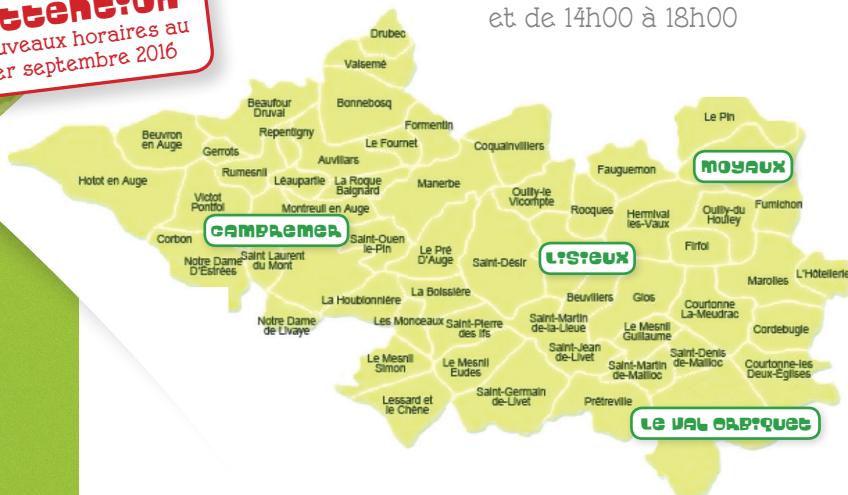 et de 14h00 à 18h00
Attention
uveaux horaires au
er septembre 2016
Drubec
Valsemé
Beaufour
Druval
Bonnebosq
Le Pin
Beuvron
en Auge
Repentigny
Formentin
Gerrots
Le Fournet
Coquainvilliers
Auvillars
Fauguernon
MOYAUX
Hotot en Auge
Rumesnil
Léaupartie
La Roque
Baignard
Manerbe
Ouilly-le
Vicompte
Victot
Pontfol
Montreuil en Auge
Rocques
Hermival
les-Vaux
Ouilly-du
Houley
Fumichon
CAMBREMER
Corbon
Saint-Ouen
le-Pin
Le Pré
D'Auge
LISIEUX
Firfol
Notre Dame
D'Estrées
Saint Laurent
du Mont
Saint-Désir
Marolles
L'Hôtellerie
La Houblonnière
La Boissière
Beuvillers
Glos
Courtonne
La-Meudrac
Notre Dame
de Livaye
Les Monceaux
Saint-Pierre
des Ifs
Saint-Martin
de-la-Lieue
Le Mesnil
Guillaume
Cordebugle
Le Mesnil
Simon
Le Mesnil
Eudes
Saint-Jean
de-Livet
Saint-Martin
de-Mailloc
Saint-Denis
de-Mailloc
Courtonne-les
Deux-Eglises
Lessard et
le Chêne
Saint-Germain
de-Livet
Prêtreville
LE VAL ORBIQUET